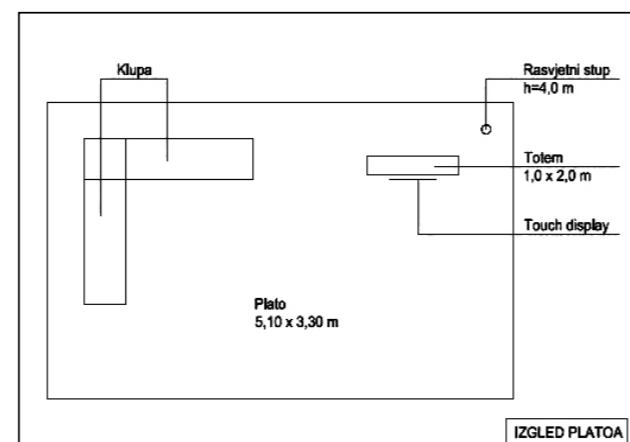 Klupa
Rasvjetni stup
h=4,0 m
Totem
1,0 x 2,0 m
Touch display
Plato
5,10 x 3,30 m
IZGLED PLATOA